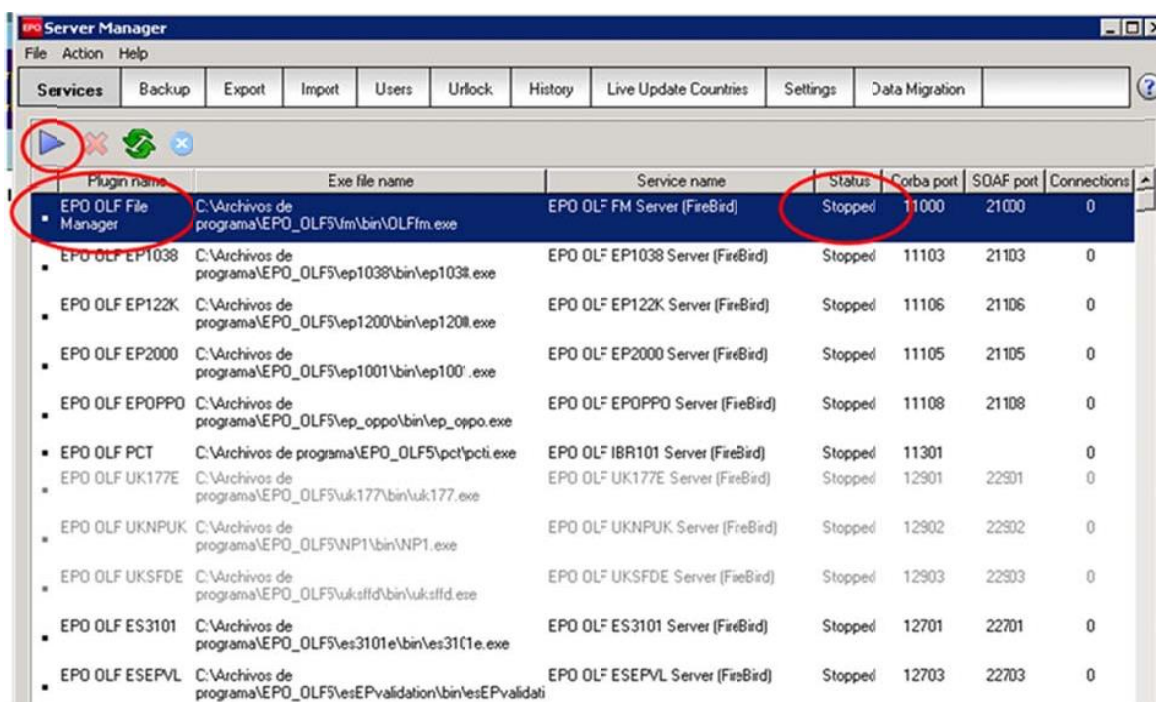 EPO Server Manager
File Action Help
Services Backup Export Import Users Urlock History Live Update Countries Settings Data Migration
Plugin name Exe file name Service name Status Corba port SOAF port Connections
EPO OLF File C:\Archivos de EPO OLF FM Server (FireBird) Stopped 11000 21000 0
Manager programa\EPO_OLF5\fm\bin\OLFfm.exe
EPO OLF EP1038 C:\Archivos de EPO OLF EP1038 Server (FireBird) Stopped 11103 21103 0
programa\EPO_OLF5\ep1038\bin\ep1038.exe
EPO OLF EP122K C:\Archivos de EPO OLF EP122K Server (FireBird) Stopped 11106 21106 0
programa\EPO_OLF5\ep1200\bin\ep1200.exe
EPO OLF EP2000 C:\Archivos de EPO OLF EP2000 Server (FireBird) Stopped 11105 21105 0
programa\EPO_OLF5\ep1001\bin\ep1001.exe
EPO OLF EPOPPO C:\Archivos de EPO OLF EPOPPO Server (FireBird) Stopped 11108 21108 0
programa\EPO_OLF5\ep_oppo\bin\ep_oppo.exe
EPO OLF PCT C:\Archivos de programa\EPO_OLF5\pct\pcti.exe EPO OLF IBR101 Server (FireBird) Stopped 11301 0
EPO OLF UK177E C:\Archivos de EPO OLF UK177E Server (FireBird) Stopped 12901 22901 0
programa\EPO_OLF5\uk177\bin\uk177.exe
EPO OLF UKNPUK C:\Archivos de EPO OLF UKNPUK Server (FireBird) Stopped 12902 22902 0
programa\EPO_OLF5\NP1\bin\NP1.exe
EPO OLF UKSFDE C:\Archivos de EPO OLF UKSFDE Server (FireBird) Stopped 12903 22903 0
programa\EPO_OLF5\uksffd\bin\uksffd.exe
EPO OLF ES3101 C:\Archivos de EPO OLF ES3101 Server (FireBird) Stopped 12701 22701 0
programa\EPO_OLF5\es3101e\bin\es3101e.exe
EPO OLF ESEPVL C:\Archivos de EPO OLF ESEPVL Server (FireBird) Stopped 12703 22703 0
programa\EPO_OLF5\esEPvalidation\bin\esEPvalidati